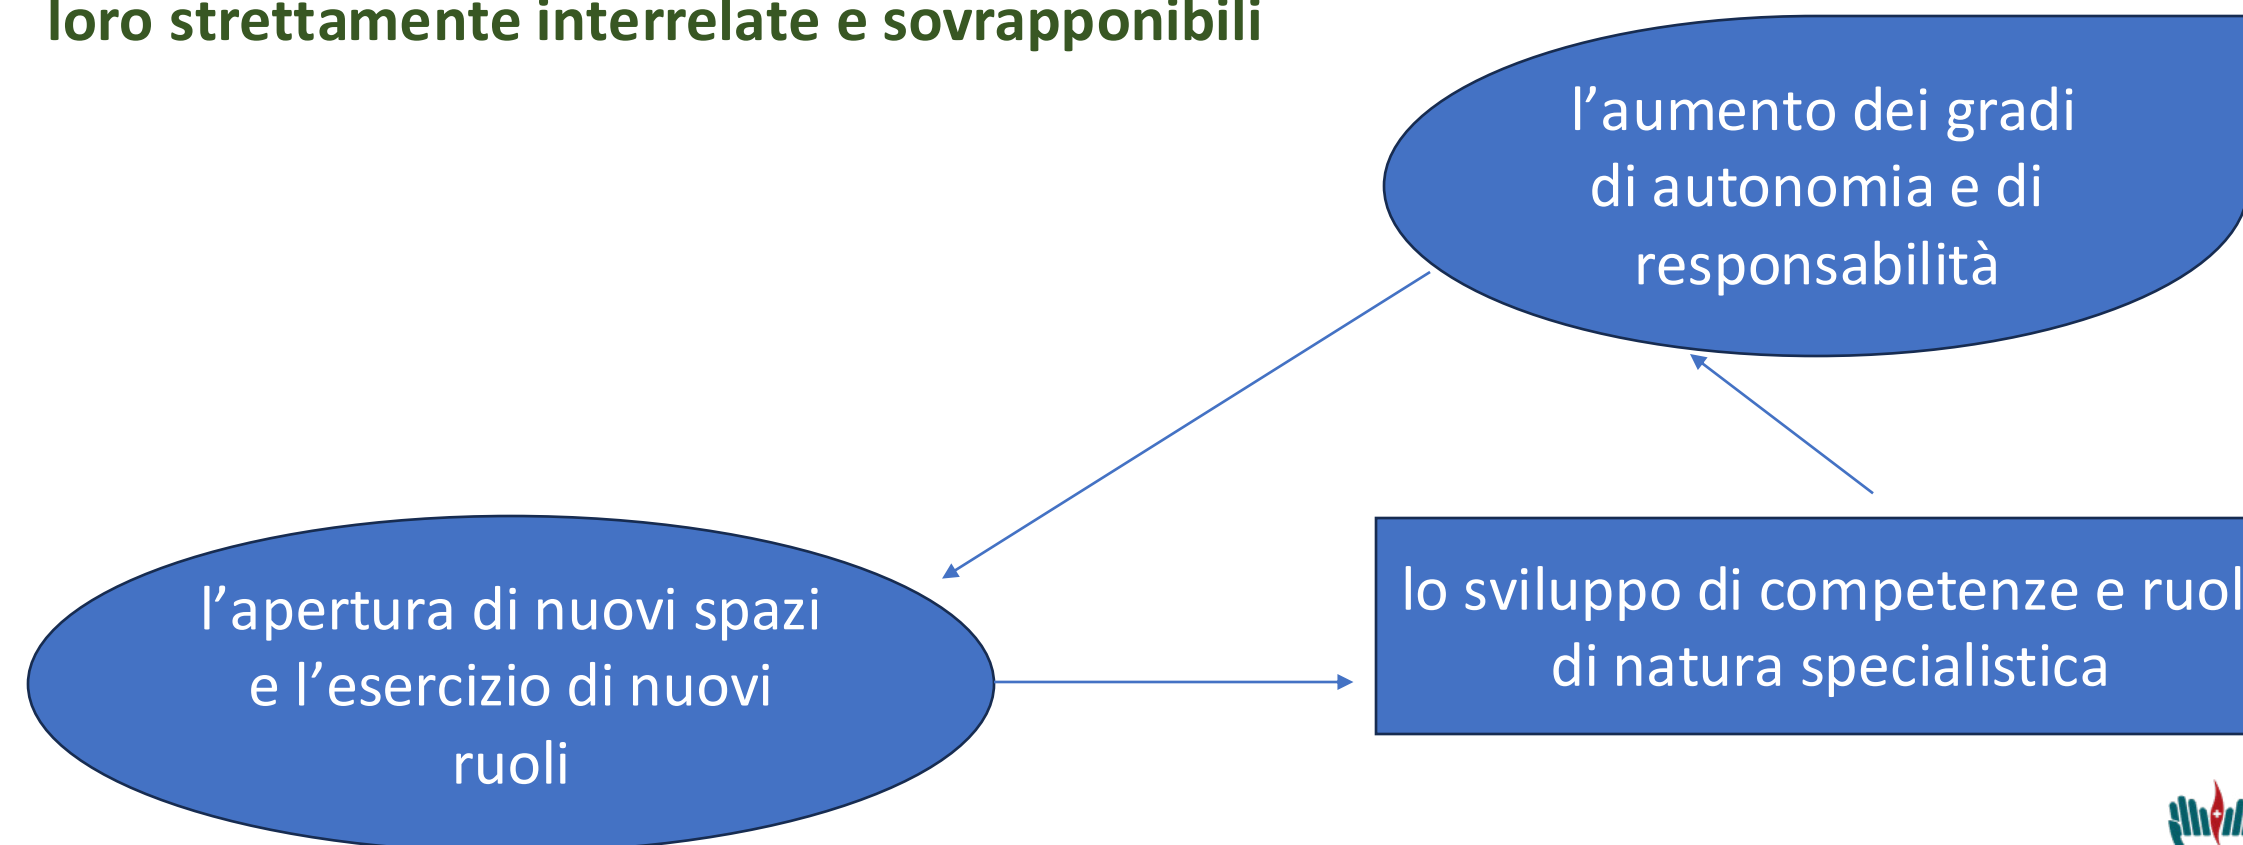 loro strettamente interrelate e sovrapponibili
l’aumento dei gradi
di autonomia e di
responsabilità
l’apertura di nuovi spazi
e l’esercizio di nuovi
ruoli
lo sviluppo di competenze e ruol
di natura specialistica